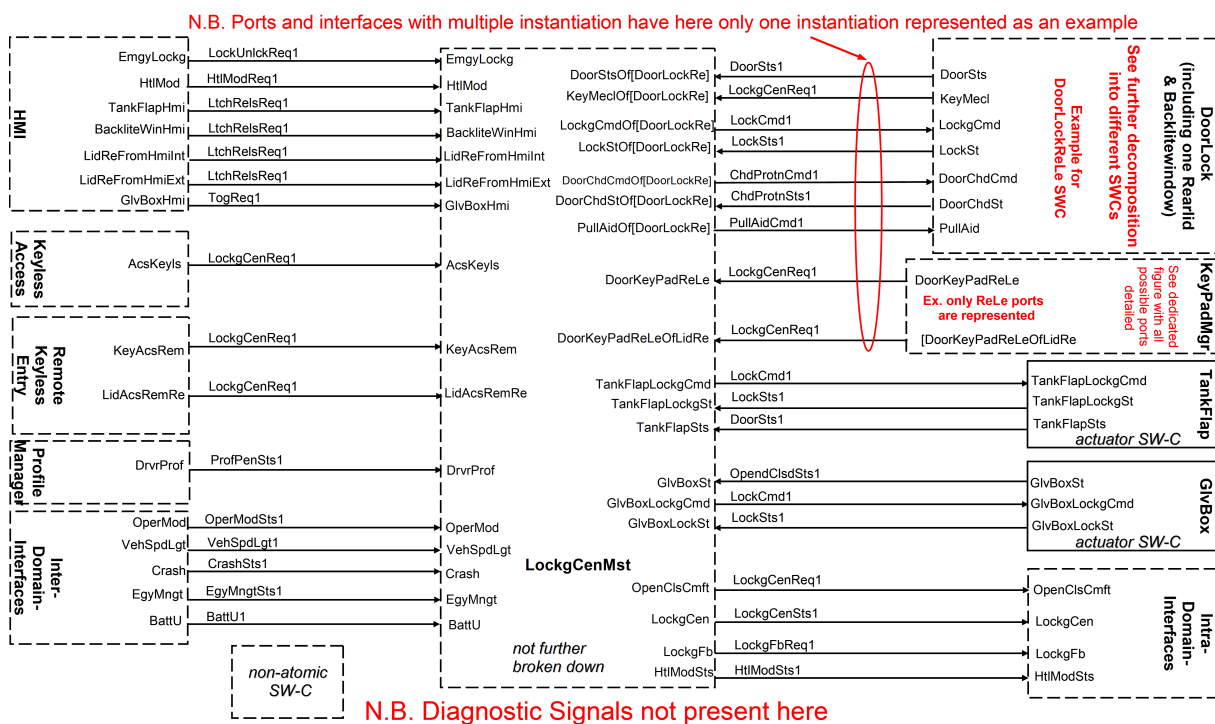 N.B. Ports and interfaces with multiple instantiation have here only one instantiation represented as an example
HMI
EmgyLockg
LockUnlckReq1
EmgyLockg
HtlMod
HtlModReq1
HtlMod
TankFlapHmi
LtchRelsReq1
TankFlapHmi
BackliteWinHmi
LtchRelsReq1
BackliteWinHmi
LidReFromHmiInt
LtchRelsReq1
LidReFromHmiInt
LidReFromHmiExt
LtchRelsReq1
LidReFromHmiExt
GlvBoxHmi
TogReq1
GlvBoxHmi
Keyless
Access
AcsKeyls
LockgCenReq1
AcsKeyls
Remote
Keyless
Entry
KeyAcsRem
LockgCenReq1
KeyAcsRem
LidAcsRemRe
LockgCenReq1
LidAcsRemRe
Profile
Manager
DrvrProf
ProfPenSts1
DrvrProf
Inter-
Domain-
Interfaces
OperMod
OperModSts1
OperMod
VehSpdLgt
VehSpdLgt1
VehSpdLgt
Crash
CrashSts1
Crash
EgyMngt
EgyMngtSts1
EgyMngt
BattU
BattU1
BattU
LockgCenMst
not further
broken down
non-atomic
SW-C
DoorStsOf[DoorLockRe]
DoorSts1
DoorSts
KeyMeclOf[DoorLockRe]
LockgCenReq1
KeyMecl
LockgCmdOf[DoorLockRe]
LockCmd1
LockgCmd
LockStOf[DoorLockRe]
LockSts1
LockSt
DoorChdCmdOf[DoorLockRe]
ChdProtnCmd1
DoorChdCmd
DoorChdStOf[DoorLockRe]
ChdProtnSts1
DoorChdSt
PullAidOf[DoorLockRe]
PullAidCmd1
PullAid
DoorLock
(including one Rearlid
& Backlitewindow)
See further decomposition
into different SWCs
Example for
DoorLockReLe SWC
DoorKeyPadReLe
LockgCenReq1
DoorKeyPadReLe
Ex. only ReLe ports
are represented
DoorKeyPadReLeOfLidRe
LockgCenReq1
[DoorKeyPadReLeOfLidRe
KeyPadMgr
See dedicated
figure with all
possible ports
detailed
TankFlapLockgCmd
LockCmd1
TankFlapLockgCmd
TankFlapLockgSt
LockSts1
TankFlapLockgSt
TankFlapSts
DoorSts1
TankFlapSts
TankFlap
actuator SW-C
GlvBoxSt
OpendClsdSts1
GlvBoxSt
GlvBoxLockgCmd
LockCmd1
GlvBoxLockgCmd
GlvBoxLockSt
LockSts1
GlvBoxLockSt
GlvBox
actuator SW-C
OpenClsCmft
LockgCenReq1
OpenClsCmft
LockgCen
LockgCenSts1
LockgCen
LockgFb
LockgFbReq1
LockgFb
HtlModSts
HtlModSts1
HtlModSts
Intra-
Domain-
Interfaces
N.B. Diagnostic Signals not present here